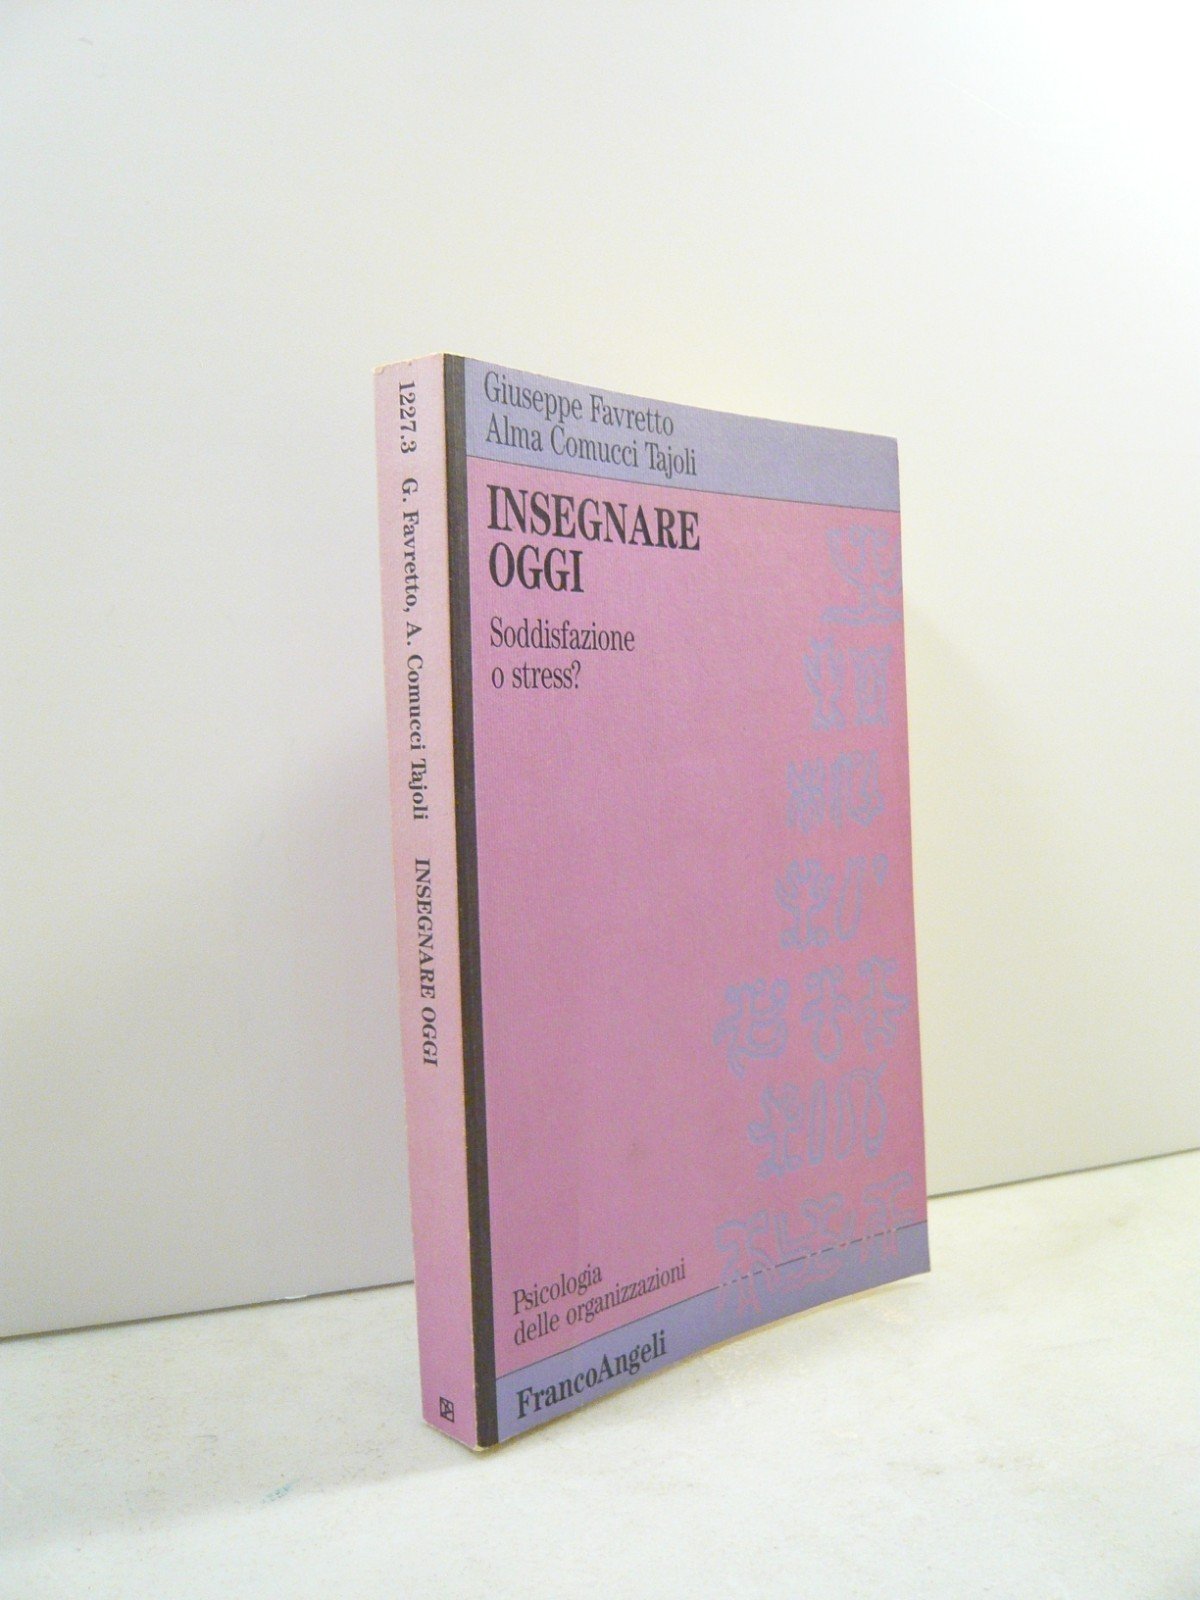 Giuseppe Favretto
Alma Comucci Tajoli
INSEGNARE
OGGI
Soddisfazione
o stress?
Psicologia
delle organizzazioni
FrancoAngeli
1227.3 G. Favretto, A. Comucci Tajoli INSEGNARE OGGI